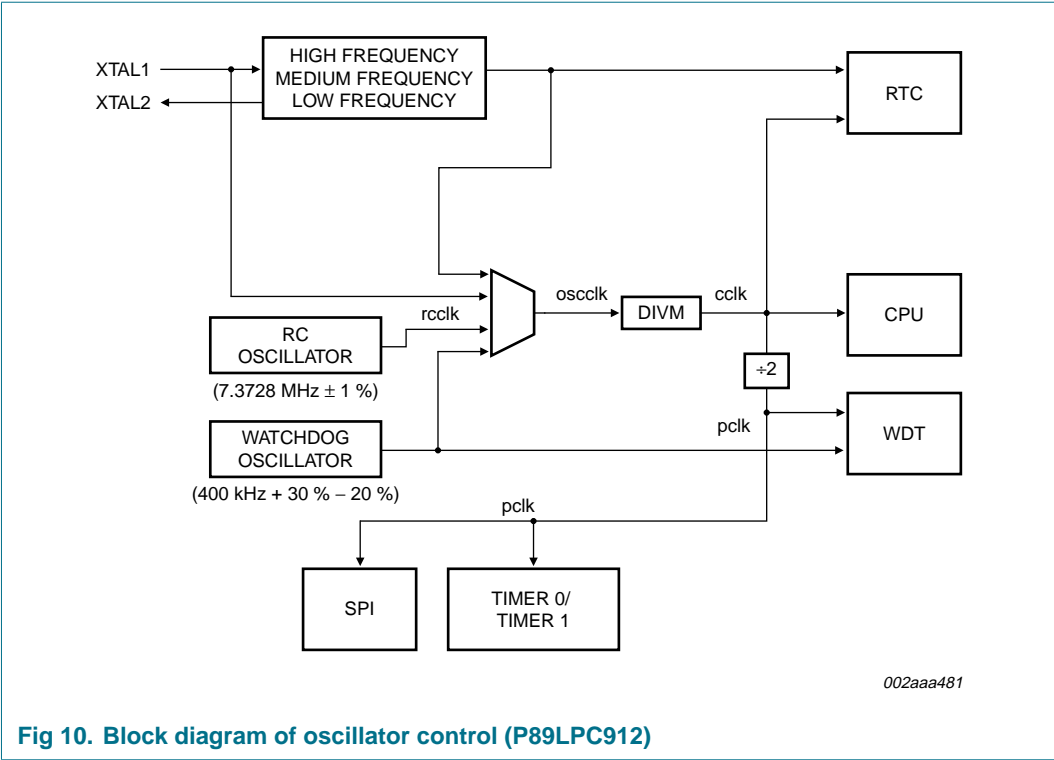 XTAL1
XTAL2
HIGH FREQUENCY
MEDIUM FREQUENCY
LOW FREQUENCY
RTC
oscclk
cclk
DIVM
CPU
rcclk
RC
OSCILLATOR
(7.3728 MHz ± 1 %)
÷2
pclk
WDT
WATCHDOG
OSCILLATOR
(400 kHz + 30 % − 20 %)
pclk
SPI
TIMER 0/
TIMER 1
002aaa481
Fig 10. Block diagram of oscillator control (P89LPC912)